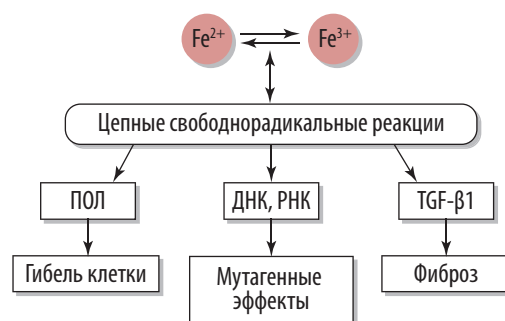 Fe²⁺ Fe³⁺
Цепные свободнорадикальные реакции
ПОЛ ДНК, РНК TGF-β1
Гибель клетки Мутагенные эффекты Фиброз